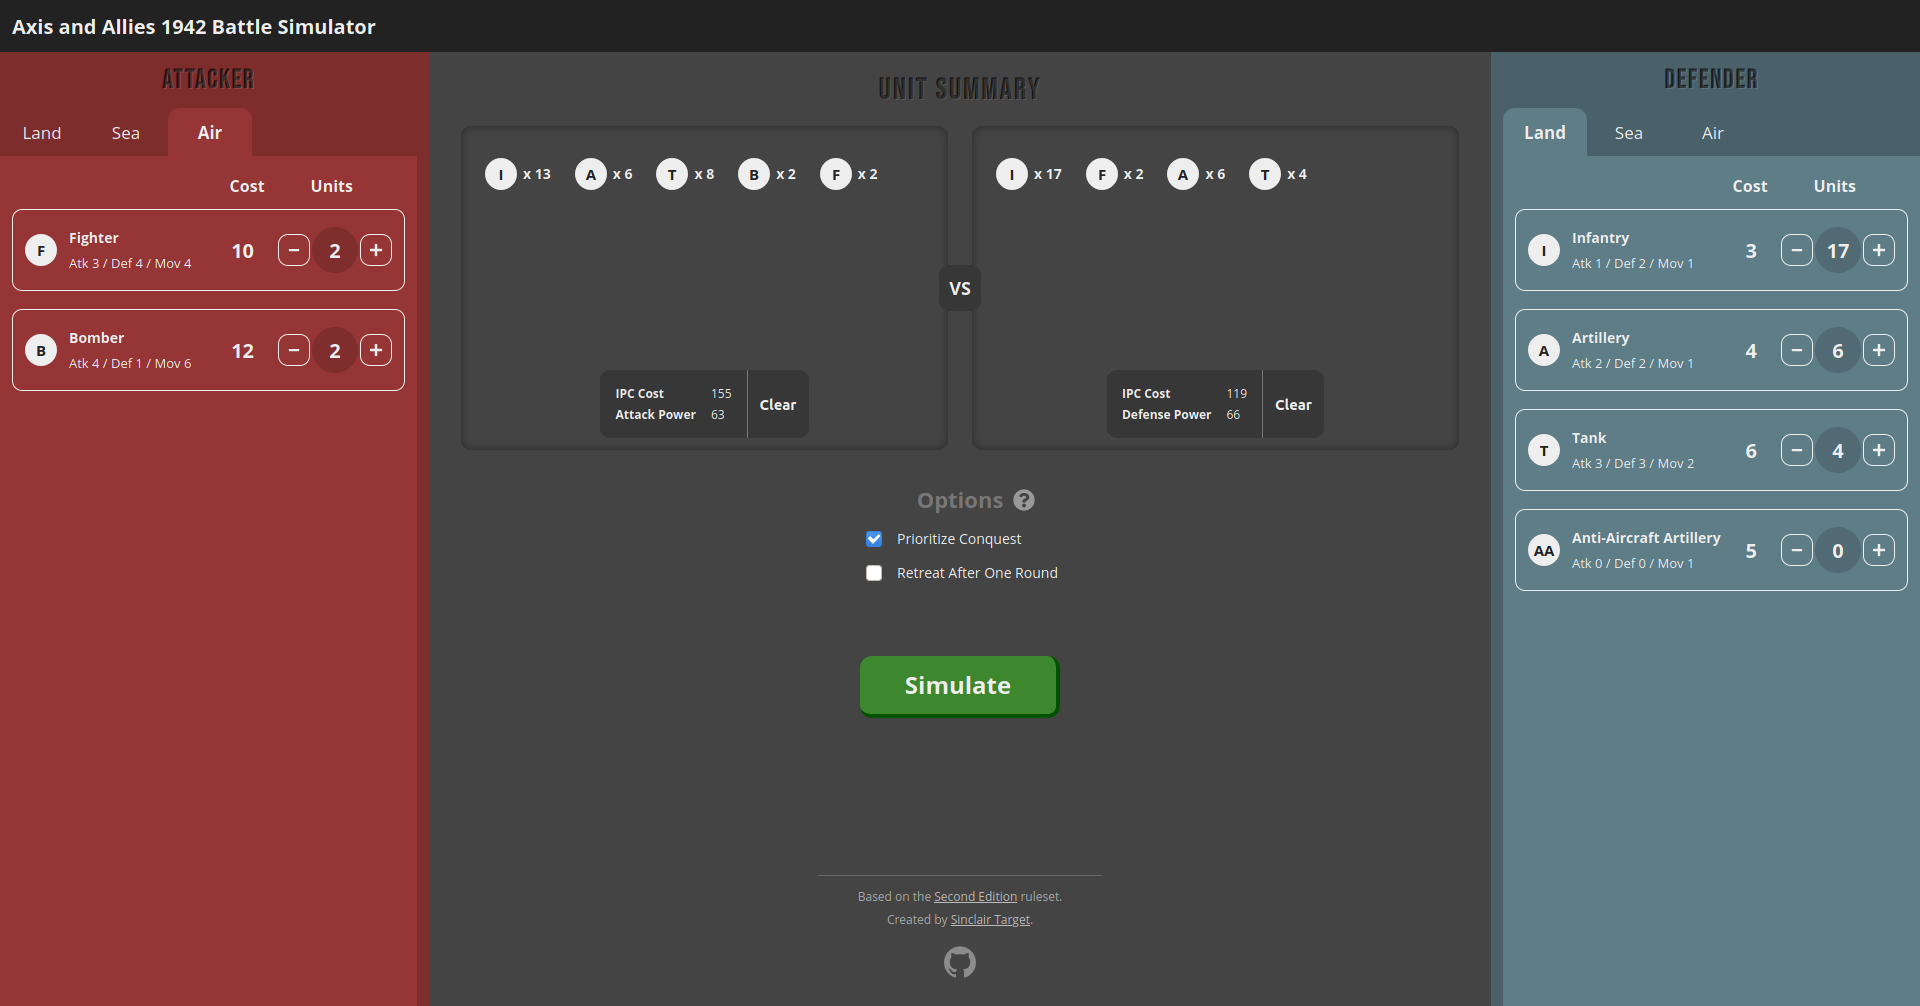 Axis and Allies 1942 Battle Simulator
ATTACKER
Land Sea Air
Cost Units
F Fighter 10 − 2 +
Atk 3 / Def 4 / Mov 4
B Bomber 12 − 2 +
Atk 4 / Def 1 / Mov 6
UNIT SUMMARY
I x 13 A x 6 T x 8 B x 2 F x 2
IPC Cost 155
Attack Power 63
Clear
VS
I x 17 F x 2 A x 6 T x 4
IPC Cost 119
Defense Power 66
Clear
Options ?
Prioritize Conquest
Retreat After One Round
Simulate
Based on the Second Edition ruleset.
Created by Sinclair Target.
DEFENDER
Land Sea Air
Cost Units
I Infantry 3 − 17 +
Atk 1 / Def 2 / Mov 1
A Artillery 4 − 6 +
Atk 2 / Def 2 / Mov 1
T Tank 6 − 4 +
Atk 3 / Def 3 / Mov 2
AA Anti-Aircraft Artillery 5 − 0 +
Atk 0 / Def 0 / Mov 1